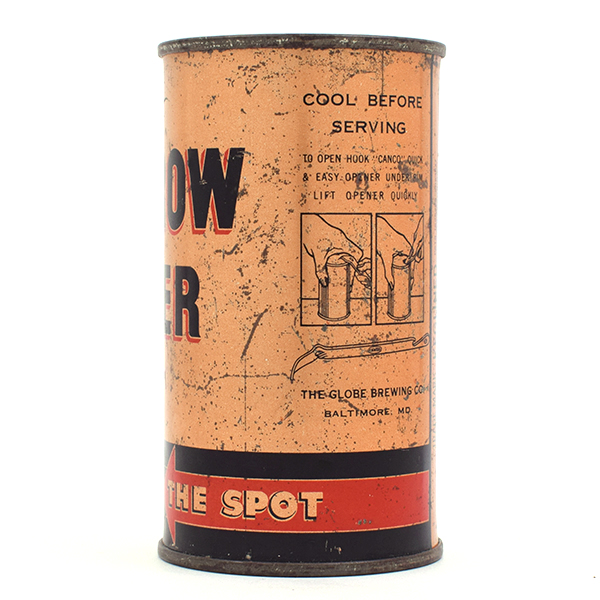 OW
ER
THE SPOT
COOL BEFORE
SERVING
TO OPEN HOOK "CANCO" QUICK
& EASY OPENER UNDER RIM
LIFT OPENER QUICKLY
THE GLOBE BREWING CO.
BALTIMORE, MD.